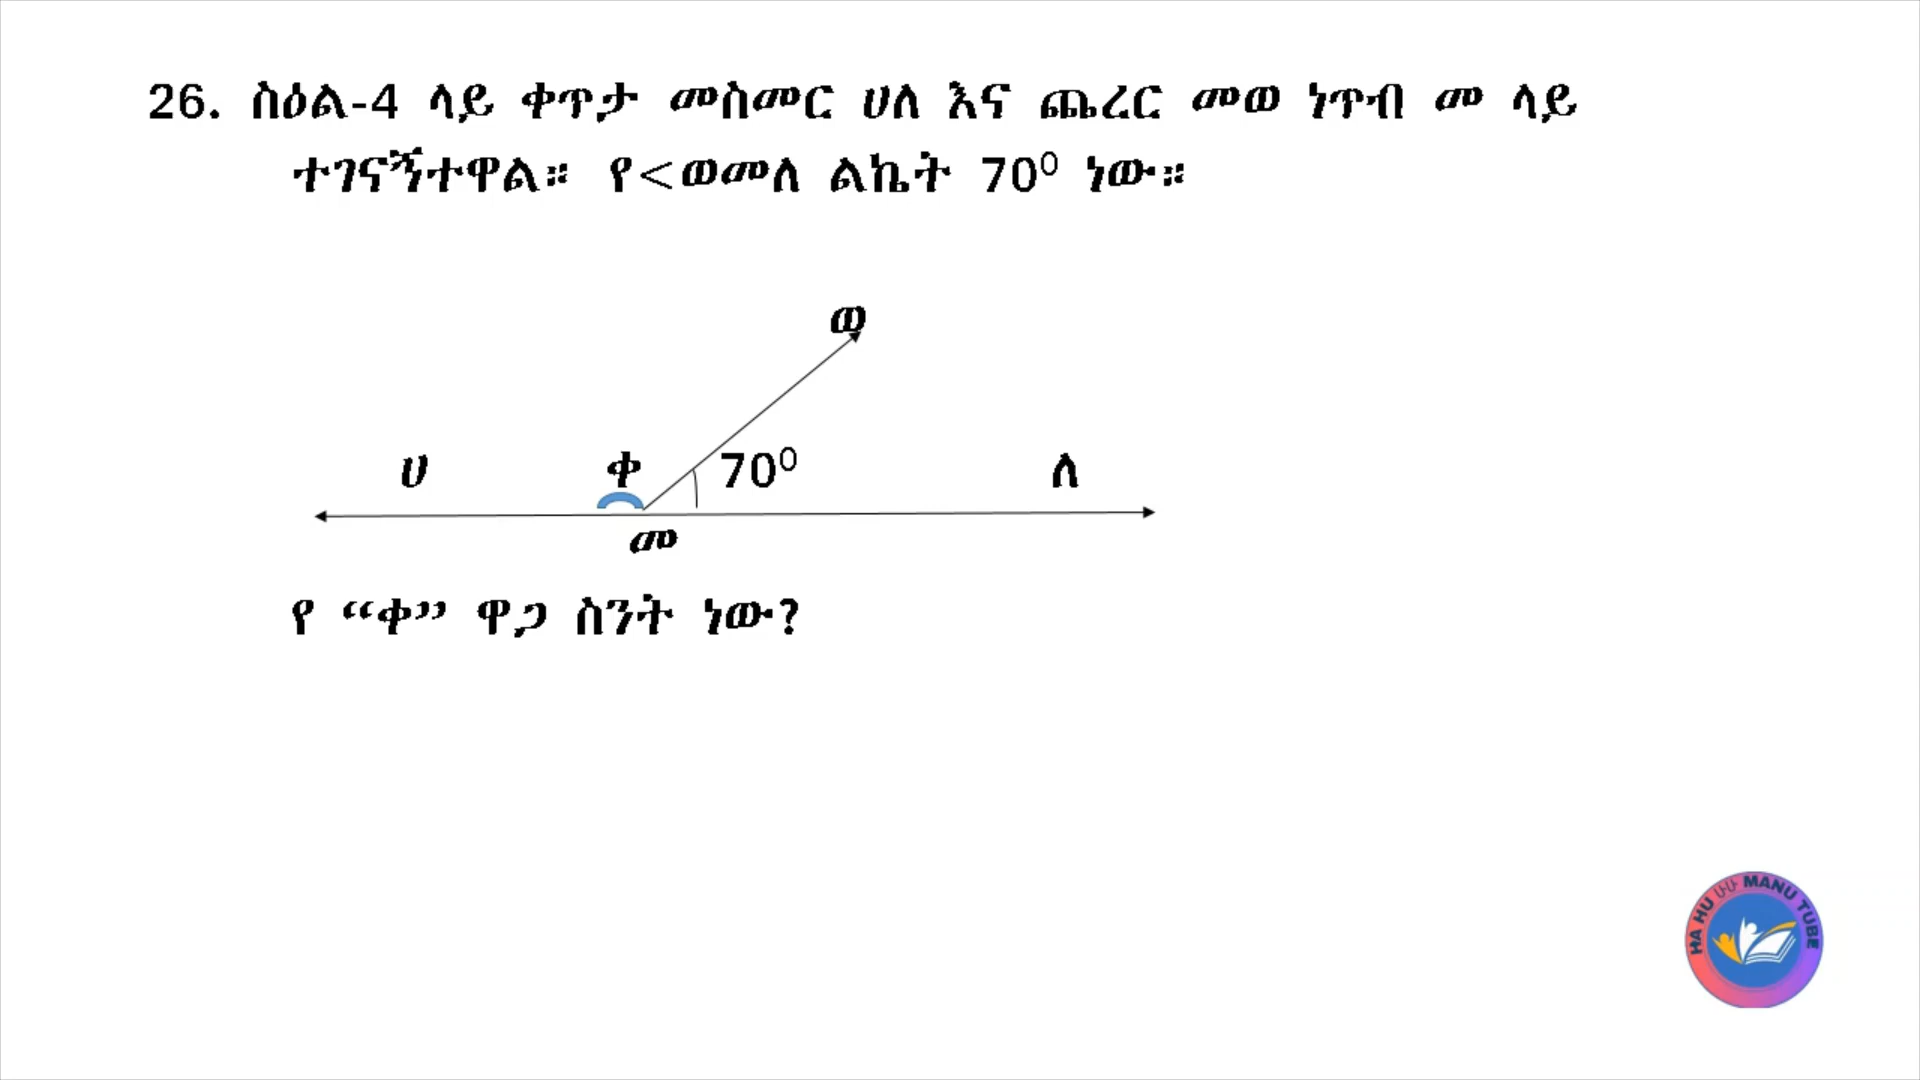 26. ስዕል-4 ላይ ቀጥታ መስመር ሀለ እና ጨረር መወ ነጥብ መ ላይ
ተገናኝተዋል። የ<ወመለ ልኬት 70⁰ ነው።
ወ
ሀ ቀ 70⁰ ለ
መ
የ “ቀ” ዋጋ ስንት ነው?
HA HU ሀሁ MANU TUBE